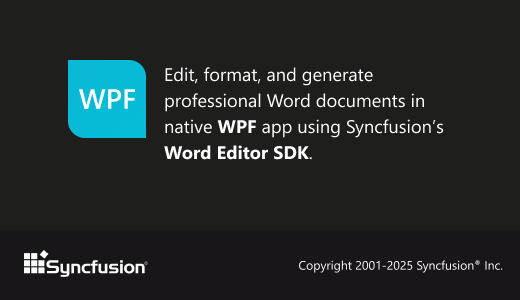 WPF
Edit, format, and generate
professional Word documents in
native WPF app using Syncfusion’s
Word Editor SDK.
Syncfusion®
Copyright 2001-2025 Syncfusion® Inc.